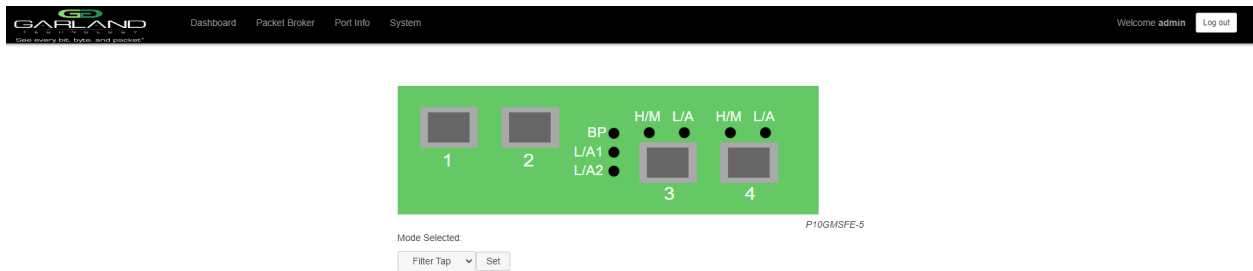 GARLAND
TECHNOLOGY
See every bit, byte, and packet®
Dashboard Packet Broker Port Info System
Welcome admin Log out
H/M L/A H/M L/A
BP
L/A1
L/A2
1 2
3 4
P10GMSFE-5
Mode Selected:
Filter Tap Set